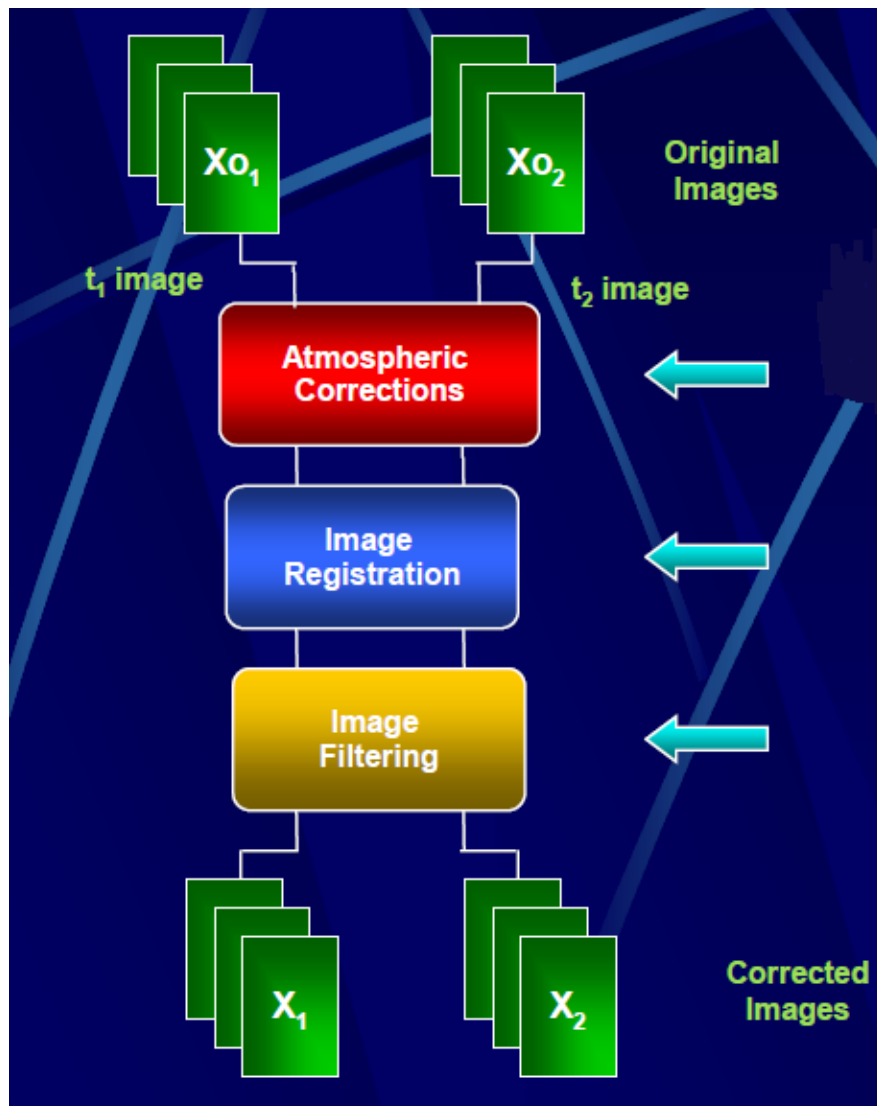 Xo₁
Xo₂
Original
Images
t₁ image
t₂ image
Atmospheric
Corrections
Image
Registration
Image
Filtering
X₁
X₂
Corrected
Images